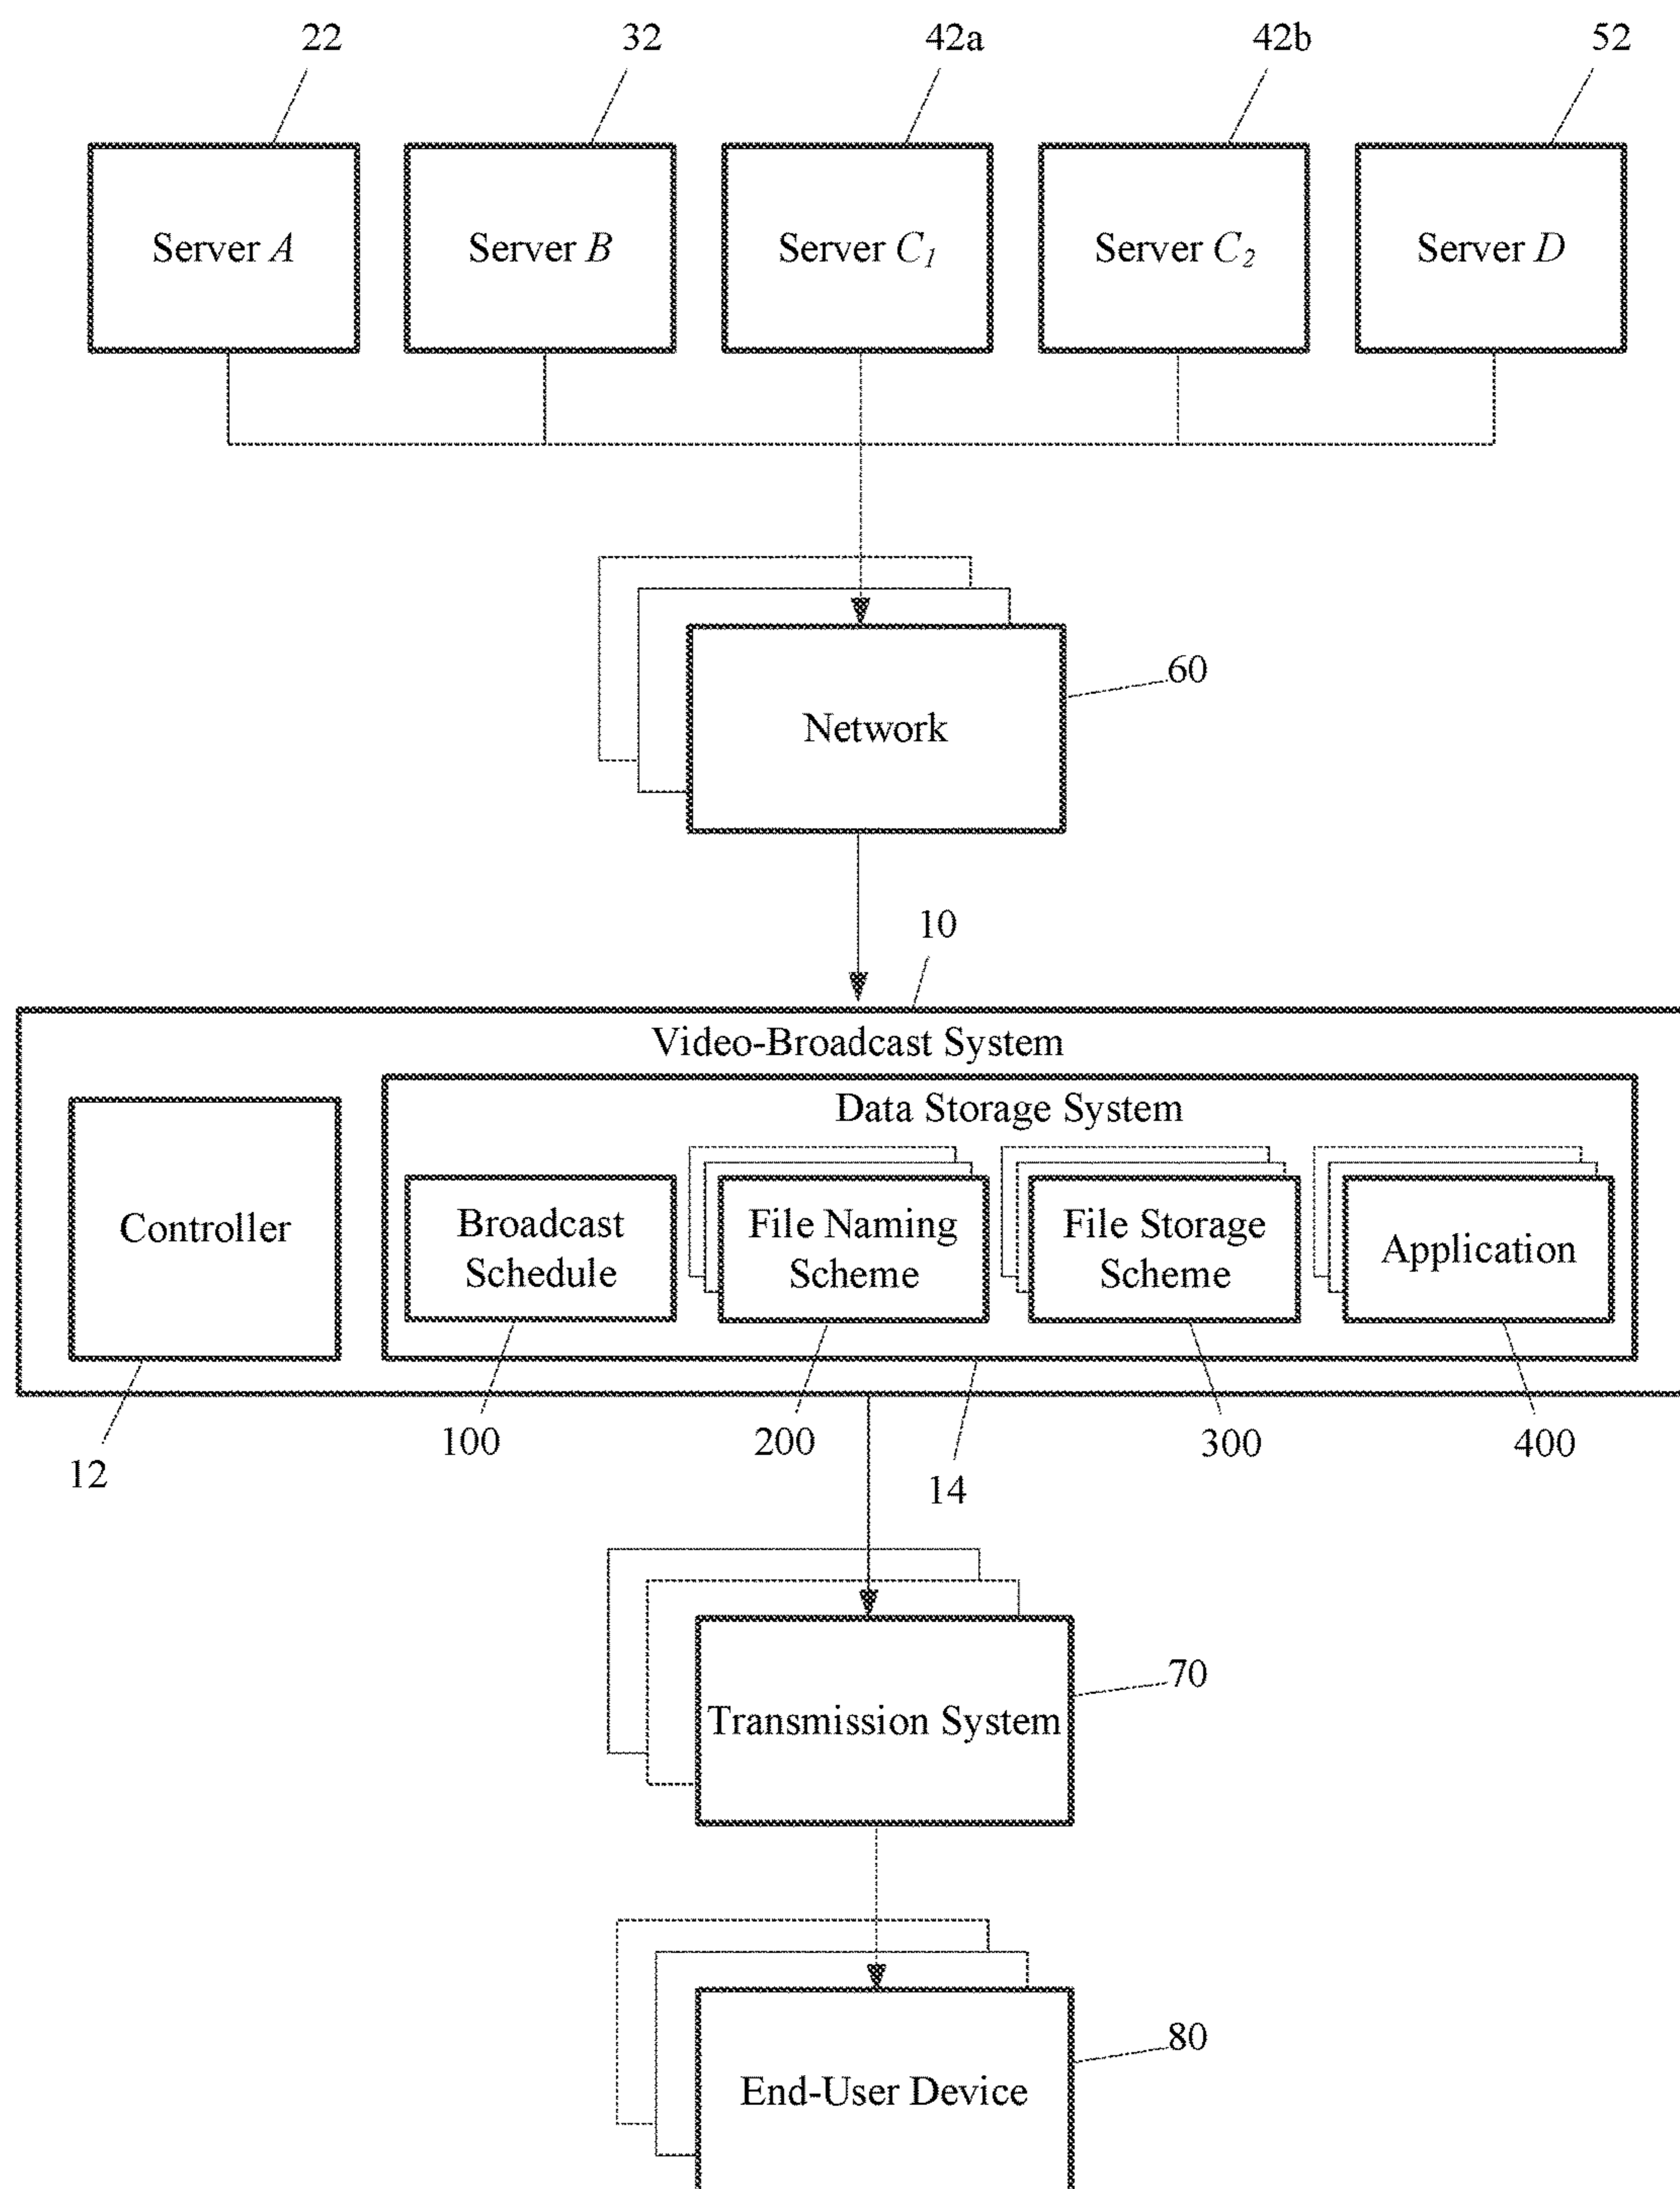 22
32
42a
42b
52
Server A
Server B
Server C1
Server C2
Server D
Network
60
10
Video-Broadcast System
Data Storage System
Controller
Broadcast
Schedule
File Naming
Scheme
File Storage
Scheme
Application
12
100
200
14
300
400
Transmission System
70
End-User Device
80